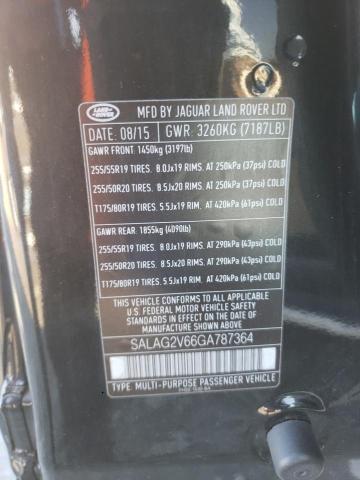 LAND-
ROVER
MFD BY JAGUAR LAND ROVER LTD
DATE: 08/15 GWR: 3260KG (7187LB)
GAWR FRONT: 1450kg (3197lb)
255/55R19 TIRES. 8.0Jx19 RIMS. AT 250kPa (37psi) COLD
255/50R20 TIRES. 8.5Jx20 RIMS. AT 250kPa (37psi) COLD
T175/80R19 TIRES. 5.5Jx19 RIM. AT 420kPa (61psi) COLD
GAWR REAR: 1855kg (4090lb)
255/55R19 TIRES. 8.0Jx19 RIMS. AT 290kPa (43psi) COLD
255/50R20 TIRES. 8.5Jx20 RIMS. AT 290kPa (43psi) COLD
T175/80R19 TIRES. 5.5Jx19 RIM. AT 420kPa (61psi) COLD
THIS VEHICLE CONFORMS TO ALL APPLICABLE
U.S. FEDERAL MOTOR VEHICLE SAFETY STANDARDS
IN EFFECT ON THE DATE OF MANUFACTURE SHOWN ABOVE.
SALAG2V66GA787364
TYPE: MULTI-PURPOSE PASSENGER VEHICLE